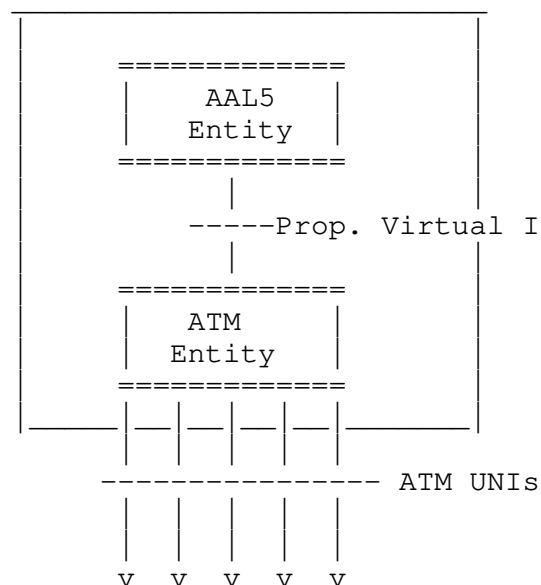 AAL5
Entity
Prop. Virtual I
ATM
Entity
ATM UNIs
v v v v v